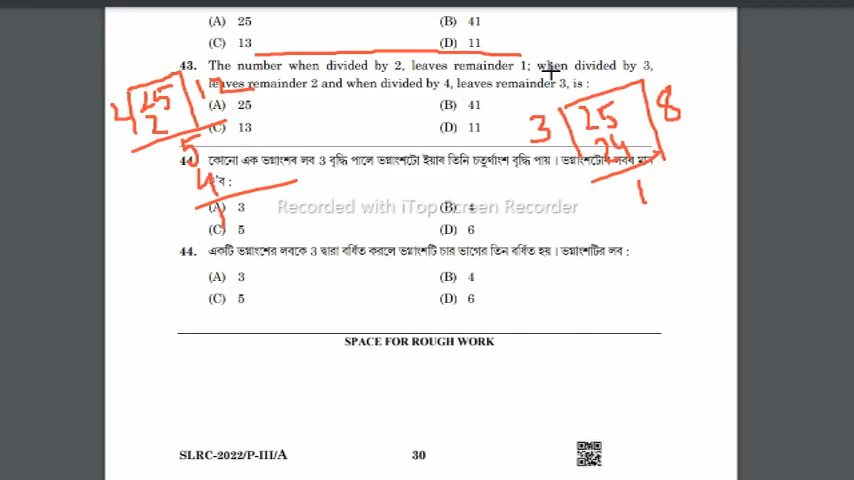 (A) 25 (B) 41
(C) 13 (D) 11
43. The number when divided by 2, leaves remainder 1; when divided by 3,
leaves remainder 2 and when divided by 4, leaves remainder 3, is :
(A) 25 (B) 41
(C) 13 (D) 11
2 25 12
2
5
4
1
3 25 8
24
1
44. কোনো এক ভগ্নাংশৰ লব 3 বৃদ্ধি পালে ভগ্নাংশটো ইয়াৰ তিনি চতুৰ্থাংশ বৃদ্ধি পায় । ভগ্নাংশটোৰ লবৰ মান
হ'ব :
(A) 3 (B) 4
(C) 5 (D) 6
Recorded with iTop Screen Recorder
44. একটি ভগ্নাংশের লবকে 3 দ্বারা বর্ধিত করলে ভগ্নাংশটি চার ভাগের তিন বর্ধিত হয় । ভগ্নাংশটির লব :
(A) 3 (B) 4
(C) 5 (D) 6
SPACE FOR ROUGH WORK
SLRC-2022/P-III/A 30